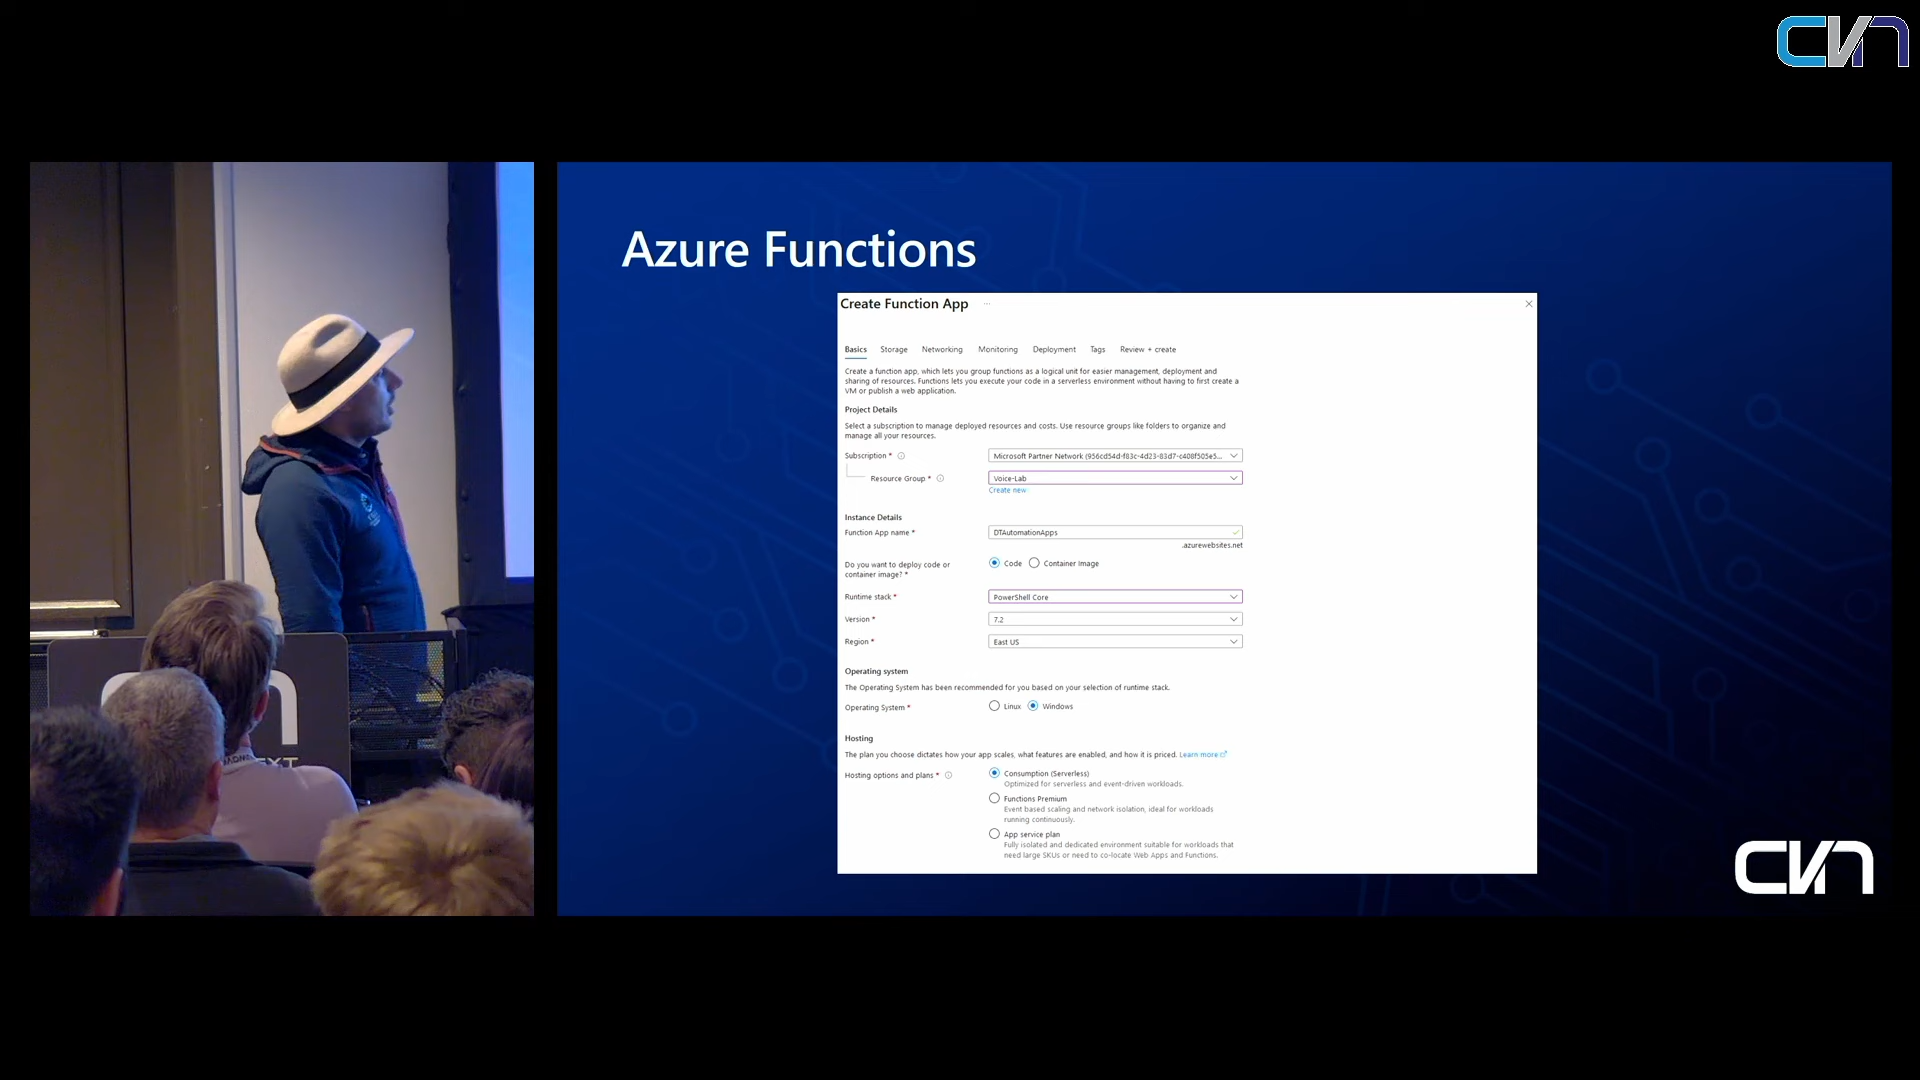 CVN
Azure Functions
Create Function App ...
Basics Storage Networking Monitoring Deployment Tags Review + create
Create a function app, which lets you group functions as a logical unit for easier management, deployment and
sharing of resources. Functions lets you execute your code in a serverless environment without having to first create a
VM or publish a web application.
Project Details
Select a subscription to manage deployed resources and costs. Use resource groups like folders to organize and
manage all your resources.
Subscription * Microsoft Partner Network (956cd54d-f83c-4d23-83d7-c408f505e5...
Resource Group * Voice-Lab
Create new
Instance Details
Function App name * DTAutomationApps
.azurewebsites.net
Do you want to deploy code or
container image? * Code Container Image
Runtime stack * PowerShell Core
Version * 7.2
Region * East US
Operating system
The Operating System has been recommended for you based on your selection of runtime stack.
Operating System * Linux Windows
Hosting
The plan you choose dictates how your app scales, what features are enabled, and how it is priced. Learn more
Hosting options and plans * Consumption (Serverless)
Optimized for serverless and event-driven workloads.
Functions Premium
Event based scaling and network isolation, ideal for workloads
running continuously.
App service plan
Fully isolated and dedicated environment suitable for workloads that
need large SKUs or need to co-locate Web Apps and Functions.
CVN